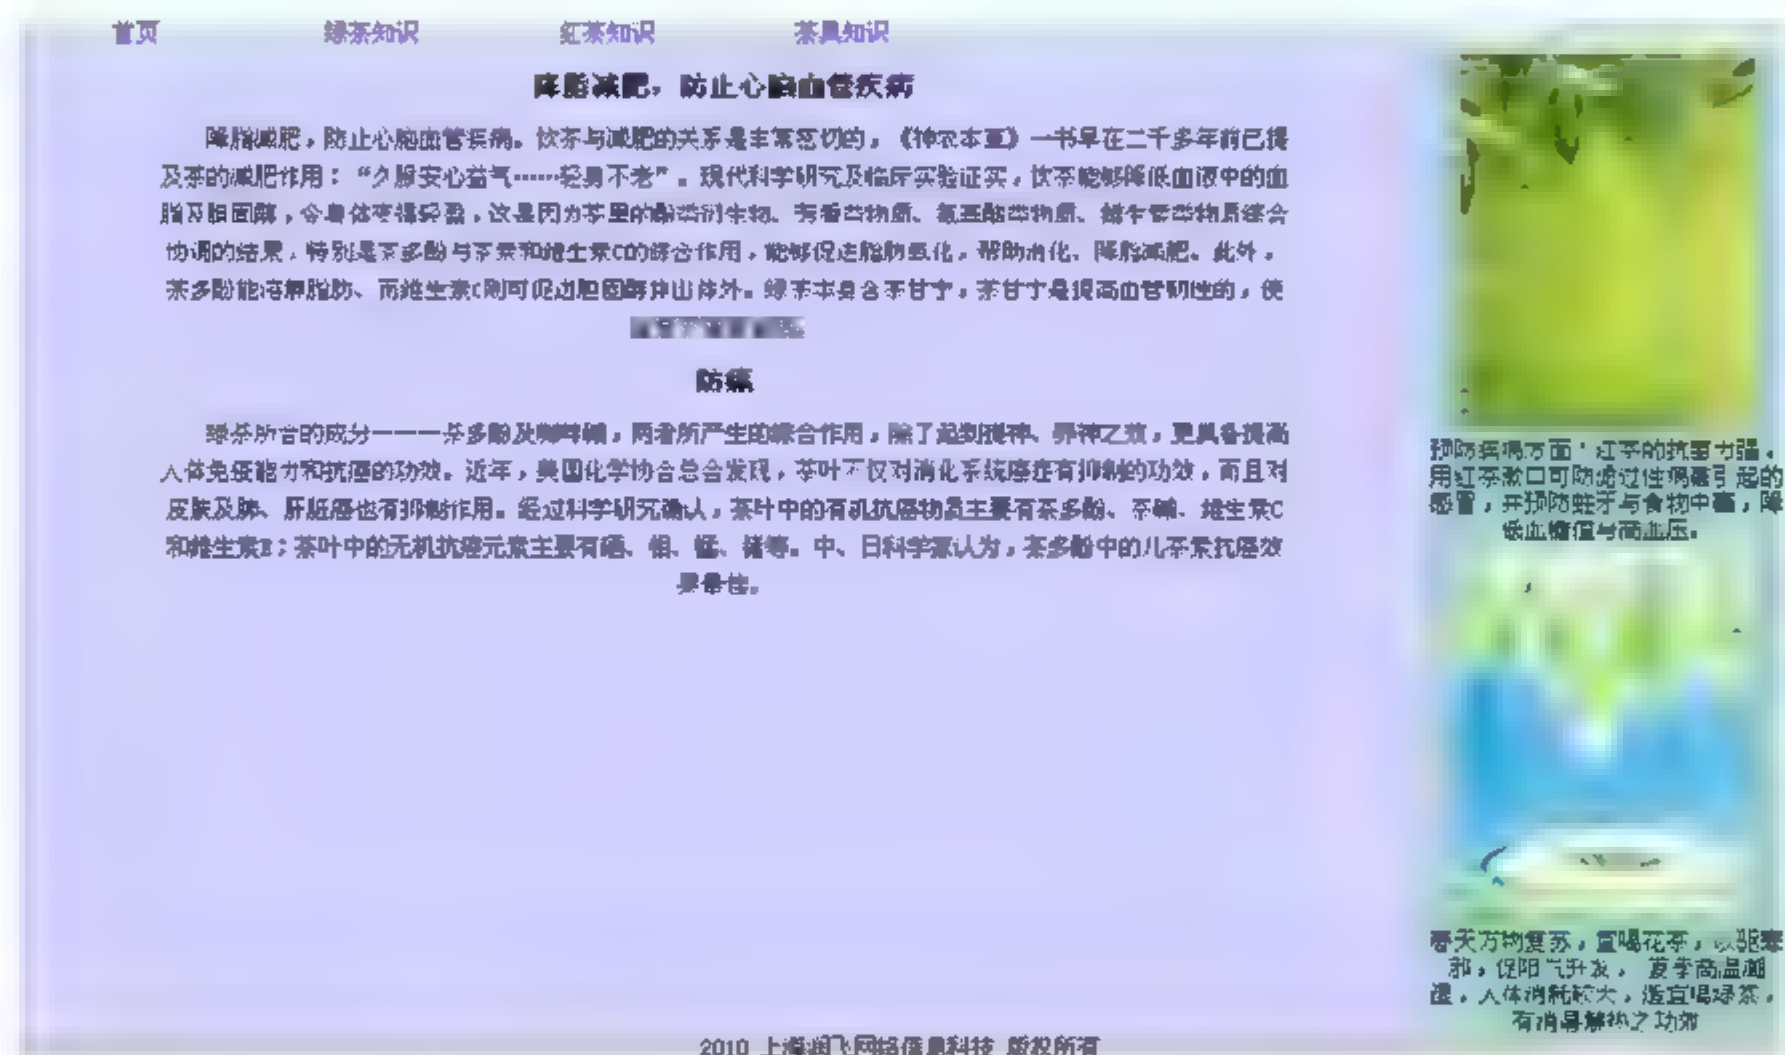 首页 绿茶知识 红茶知识 茶具知识
降脂减肥，防止心脑血管疾病
降脂减肥，防止心脑血管疾病。饮茶与减肥的关系是非常密切的，《神农本草》一书早在二千多年前已提
及茶的减肥作用：“久服安心益气……轻身不老”。现代科学研究及临床实验证实，饮茶能够降低血液中的血
脂及胆固醇，令身体变得轻盈，这是因为茶里的酚类衍生物、芳香类物质、氨基酸类物质、维生素类物质综合
协调的结果，特别是茶多酚与茶素和维生素C的综合作用，能够促进脂肪氧化，帮助消化、降脂减肥。此外，
茶多酚能溶解脂肪、而维生素C则可促进胆固醇排出体外。绿茶本身含茶甘宁，茶甘宁是提高血管韧性的，使
防癌
绿茶所含的成分－－－－茶多酚及咖啡碱，两者所产生的综合作用，除了起到提神、养神之效，更具备提高
人体免疫能力和抗癌的功效。近年，美国化学协会总会发现，茶叶不仅对消化系统癌症有抑制的功效，而且对
皮肤及肺、肝脏癌也有抑制作用。经过科学研究确认，茶叶中的有机抗癌物质主要有茶多酚、茶碱、维生素C
和维生素E；茶叶中的无机抗癌元素主要有硒、钼、锰、锗等。中、日科学家认为，茶多酚中的儿茶素抗癌效
果最佳。
预防疾病方面：红茶的抗菌力强，
用红茶漱口可防滤过性病毒引起的
感冒，并预防蛀牙与食物中毒，降
低血糖值与高血压。
春天万物复苏，宜喝花茶，以驱寒
邪，促阳气升发， 夏季高温潮
湿，人体消耗较大，适宜喝绿茶，
有消暑解热之功效
2010 上海润飞网络信息科技 版权所有